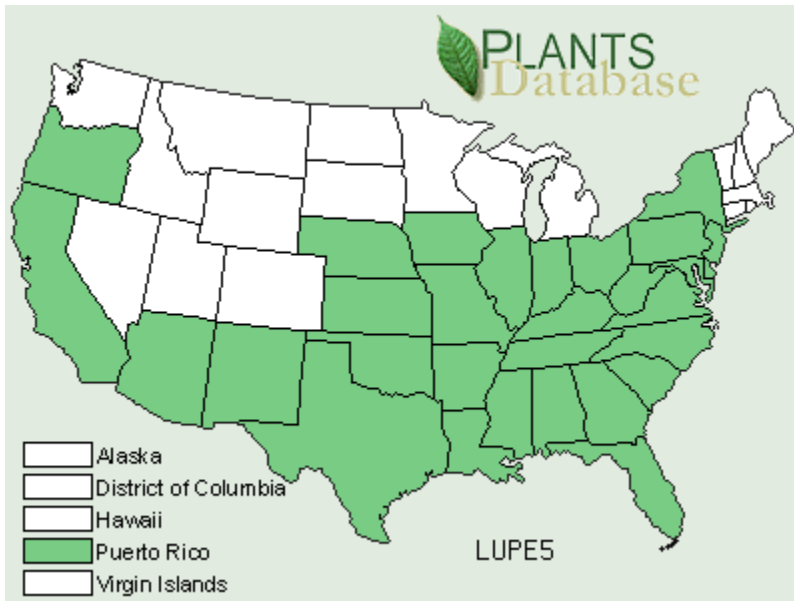 PLANTS
Database
Alaska
District of Columbia
Hawaii
Puerto Rico
Virgin Islands
LUPE5